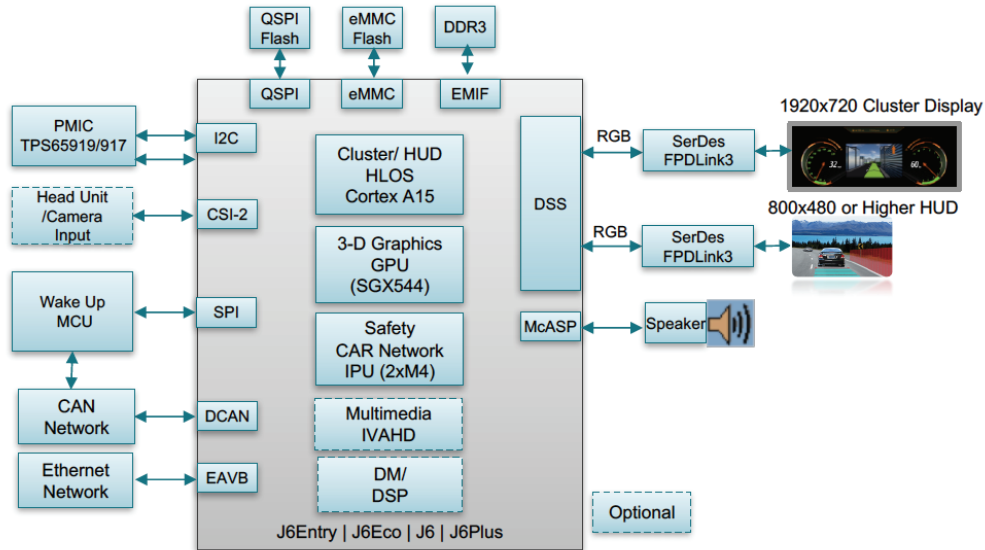 QSPI
Flash
eMMC
Flash
DDR3
QSPI
eMMC
EMIF
PMIC
TPS65919/917
I2C
Head Unit
/Camera
Input
CSI-2
Wake Up
MCU
SPI
CAN
Network
DCAN
Ethernet
Network
EAVB
Cluster/ HUD
HLOS
Cortex A15
3-D Graphics
GPU
(SGX544)
Safety
CAR Network
IPU (2xM4)
Multimedia
IVAHD
DM/
DSP
J6Entry | J6Eco | J6 | J6Plus
DSS
McASP
RGB
SerDes
FPDLink3
1920x720 Cluster Display
32
60
RGB
SerDes
FPDLink3
800x480 or Higher HUD
Speaker
Optional